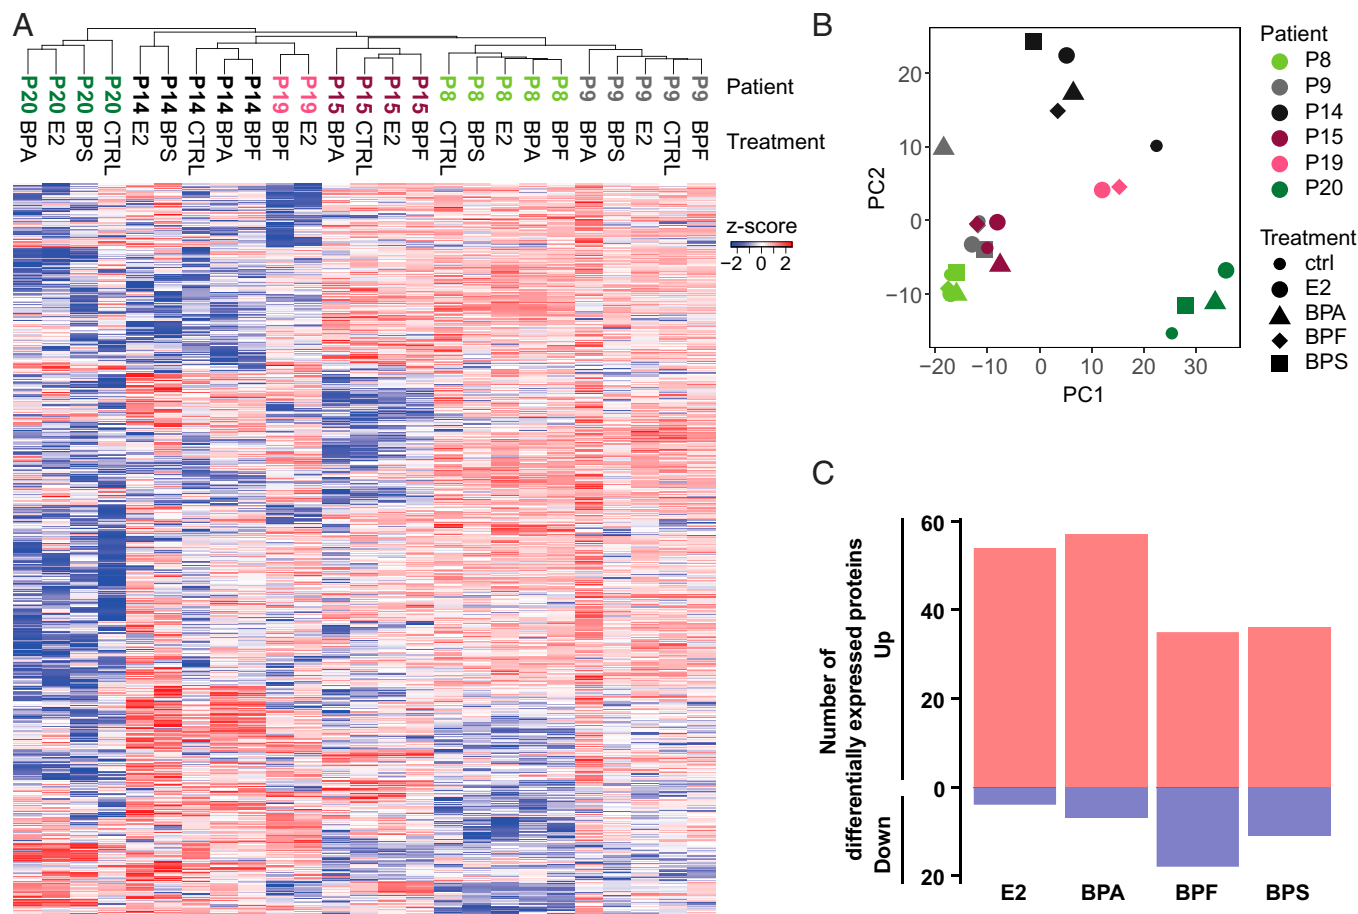 A
P20 P20 P20 P20 P14 P14 P14 P14 P14 P19 P19 P15 P15 P15 P15 P8 P8 P8 P8 P8 P9 P9 P9 P9 P9
Patient
BPA E2 BPS CTRL E2 BPS CTRL BPA BPF BPF E2 BPA CTRL E2 BPF CTRL BPS E2 BPA BPF BPA BPS E2 CTRL BPF
Treatment
z-score
−2 0 2
B
20
10
0
−10
PC2
−20 −10 0 10 20 30
PC1
Patient
P8
P9
P14
P15
P19
P20
Treatment
ctrl
E2
BPA
BPF
BPS
C
Number of
differentially expressed proteins
Up
Down
60
40
20
0
20
E2 BPA BPF BPS